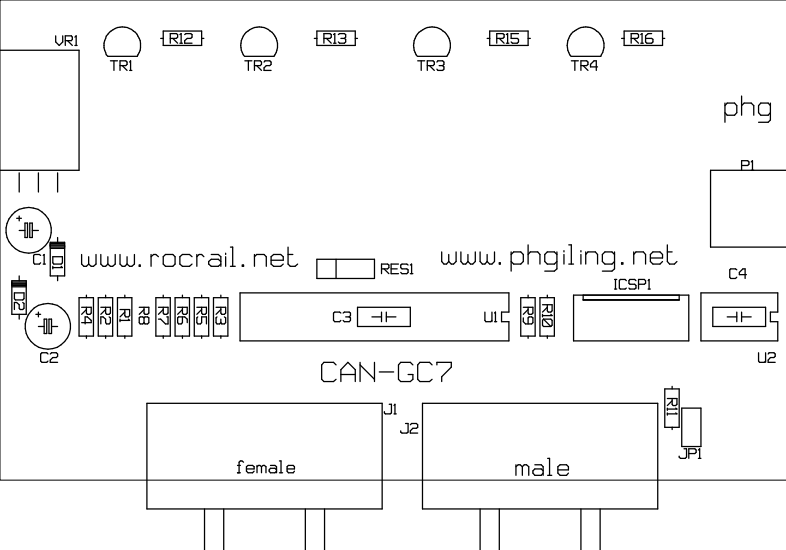 VR1
R12 R13 R15 R16
TR1 TR2 TR3 TR4
phg
P1
C1 D1 www.rocrail.net www.phgiling.net
RES1
C4
ICSP1
D2 R4 R2 R1 R8 R7 R6 R5 R3 C3 U1 R9 R10
C2 U2
CAN-GC7
J1 R11
J2
JP1
female male